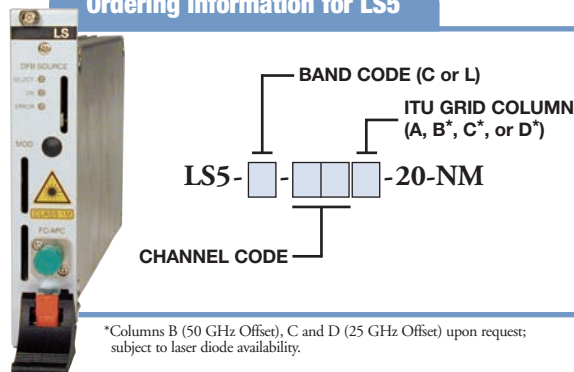 Ordering Information for LS5
LS
DFB SOURCE
SELECT
ON
ERROR
MOD
CLASS 1M
FC/APC
BAND CODE (C or L)
ITU GRID COLUMN
(A, B*, C*, or D*)
LS5- - -20-NM
CHANNEL CODE
*Columns B (50 GHz Offset), C and D (25 GHz Offset) upon request;
subject to laser diode availability.